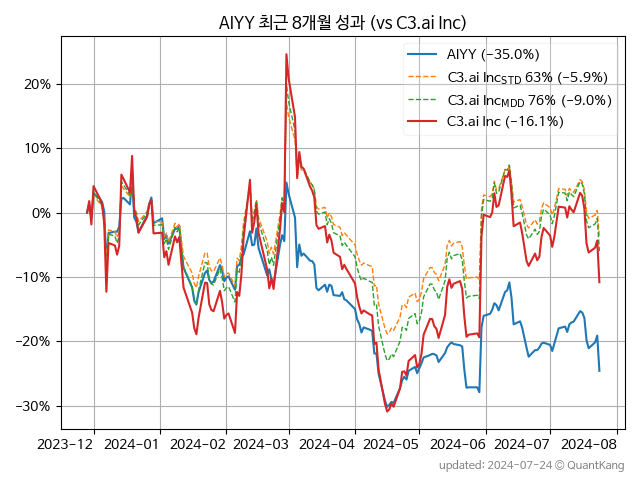 AIYY 최근 8개월 성과 (vs C3.ai Inc)
AIYY (−35.0%)
C3.ai Inc_STD 63% (−5.9%)
C3.ai Inc_MDD 76% (−9.0%)
C3.ai Inc (−16.1%)
20%
10%
0%
−10%
−20%
−30%
2023−12 2024−01 2024−02 2024−03 2024−04 2024−05 2024−06 2024−07 2024−08
updated: 2024-07-24 © QuantKang